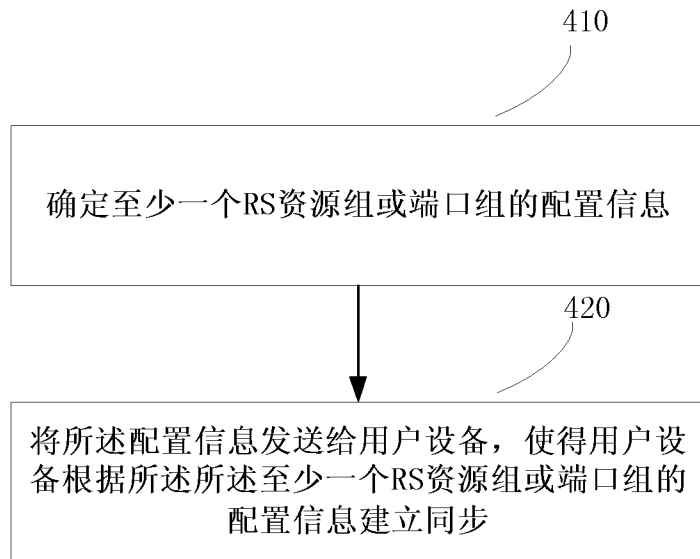 410
确定至少一个RS资源组或端口组的配置信息
420
将所述配置信息发送给用户设备，使得用户设
备根据所述所述至少一个RS资源组或端口组的
配置信息建立同步